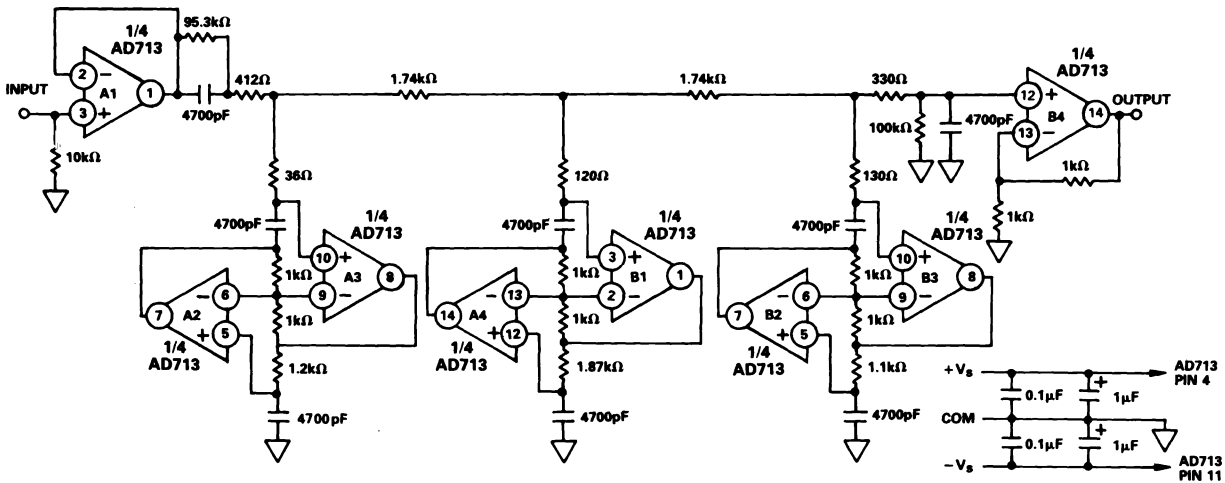 1/4
AD713
95.3kΩ
2
−
A1
1
3
+
INPUT
10kΩ
4700pF
412Ω
1.74kΩ
1.74kΩ
330Ω
100kΩ
4700pF
1/4
AD713
12
+
B4
14
13
−
OUTPUT
1kΩ
1kΩ
36Ω
4700pF
1/4
AD713
10
+
A3
8
9
−
1kΩ
1kΩ
7
A2
−
6
+
5
1/4
AD713
1.2kΩ
4700pF
120Ω
4700pF
1/4
AD713
3
+
B1
1
2
−
1kΩ
1kΩ
14
A4
−
13
+
12
1/4
AD713
1.87kΩ
4700pF
130Ω
4700pF
1/4
AD713
10
+
B3
8
9
−
1kΩ
1kΩ
7
B2
−
6
+
5
1/4
AD713
1.1kΩ
4700pF
+Vs
AD713
PIN 4
0.1μF
+
1μF
COM
0.1μF
+
1μF
−Vs
AD713
PIN 11